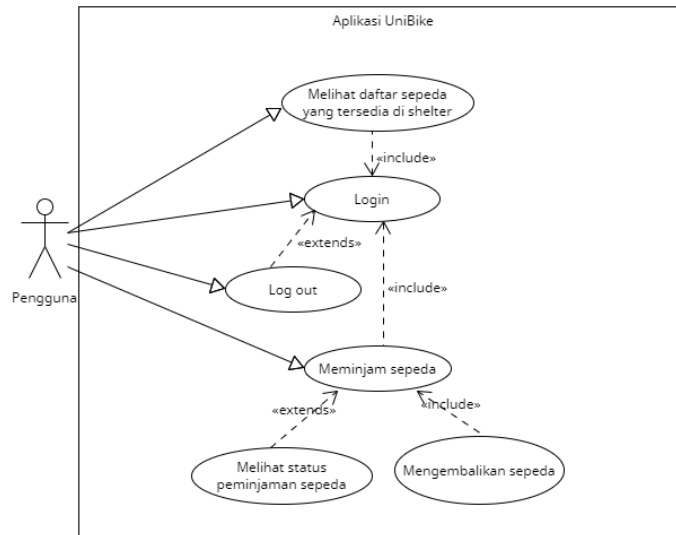 Aplikasi UniBike
Melihat daftar sepeda
yang tersedia di shelter
«include»
Login
«extends»
Log out
«include»
Pengguna
Meminjam sepeda
«extends»
«include»
Melihat status
peminjaman sepeda
Mengembalikan sepeda